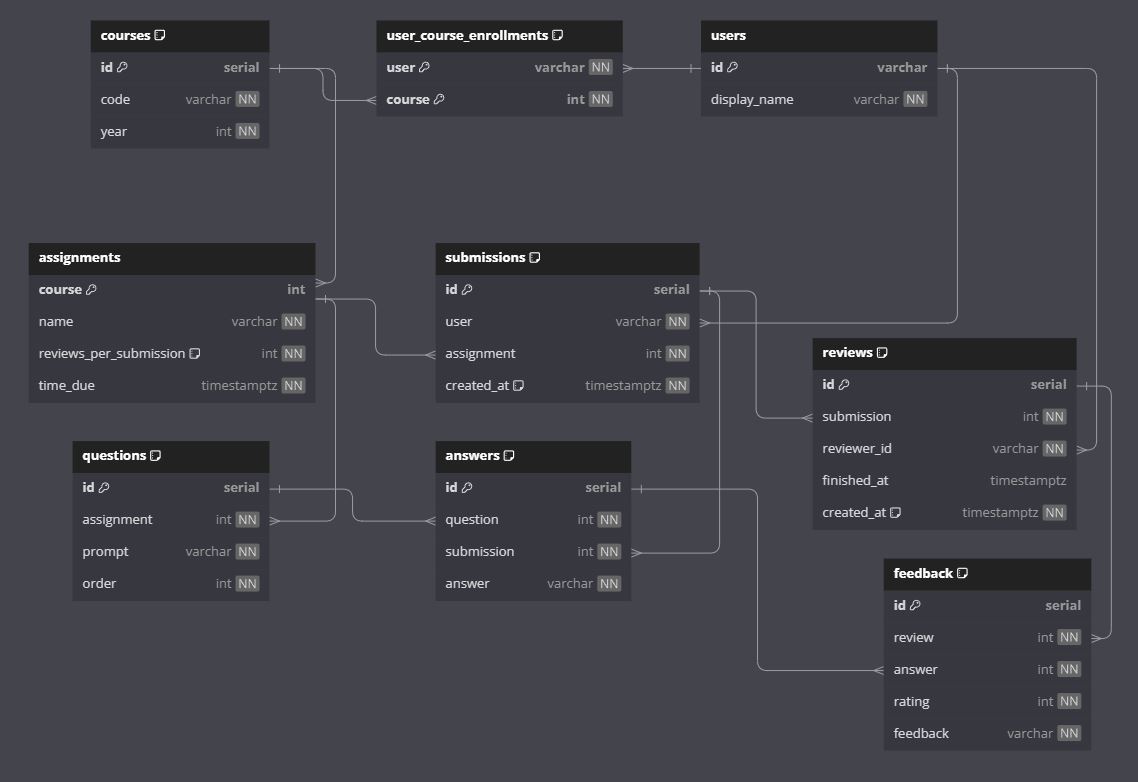 courses
id serial
code varchar NN
year int NN
user_course_enrollments
user varchar NN
course int NN
users
id varchar
display_name varchar NN
assignments
course int
name varchar NN
reviews_per_submission int NN
time_due timestamptz NN
submissions
id serial
user varchar NN
assignment int NN
created_at timestamptz NN
reviews
id serial
submission int NN
reviewer_id varchar NN
finished_at timestamptz
created_at timestamptz NN
questions
id serial
assignment int NN
prompt varchar NN
order int NN
answers
id serial
question int NN
submission int NN
answer varchar NN
feedback
id serial
review int NN
answer int NN
rating int NN
feedback varchar NN